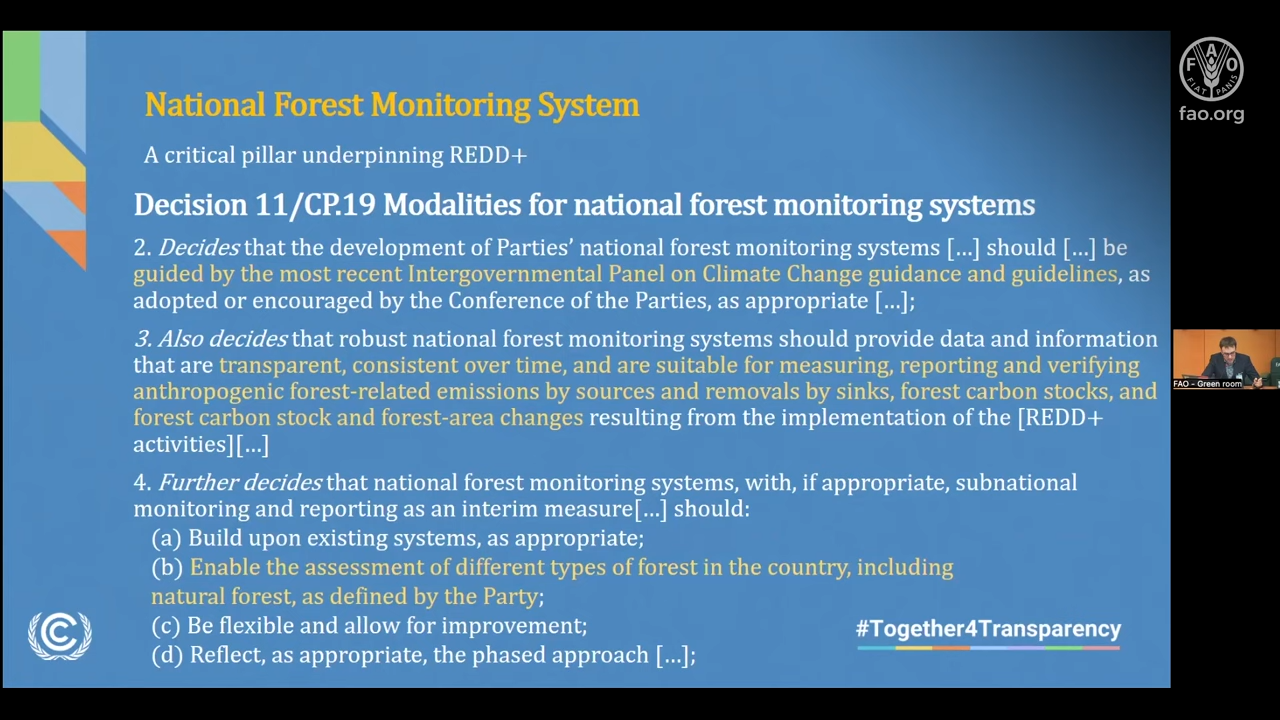 National Forest Monitoring System
A critical pillar underpinning REDD+
Decision 11/CP.19 Modalities for national forest monitoring systems
2. Decides that the development of Parties’ national forest monitoring systems […] should […] be
guided by the most recent Intergovernmental Panel on Climate Change guidance and guidelines, as
adopted or encouraged by the Conference of the Parties, as appropriate […];
3. Also decides that robust national forest monitoring systems should provide data and information
that are transparent, consistent over time, and are suitable for measuring, reporting and verifying
anthropogenic forest-related emissions by sources and removals by sinks, forest carbon stocks, and
forest carbon stock and forest-area changes resulting from the implementation of the [REDD+
activities][…]
4. Further decides that national forest monitoring systems, with, if appropriate, subnational
monitoring and reporting as an interim measure[…] should:
(a) Build upon existing systems, as appropriate;
(b) Enable the assessment of different types of forest in the country, including
natural forest, as defined by the Party;
(c) Be flexible and allow for improvement;
(d) Reflect, as appropriate, the phased approach […];
#Together4Transparency
F A O
FIAT PANIS
fao.org
FAO - Green room